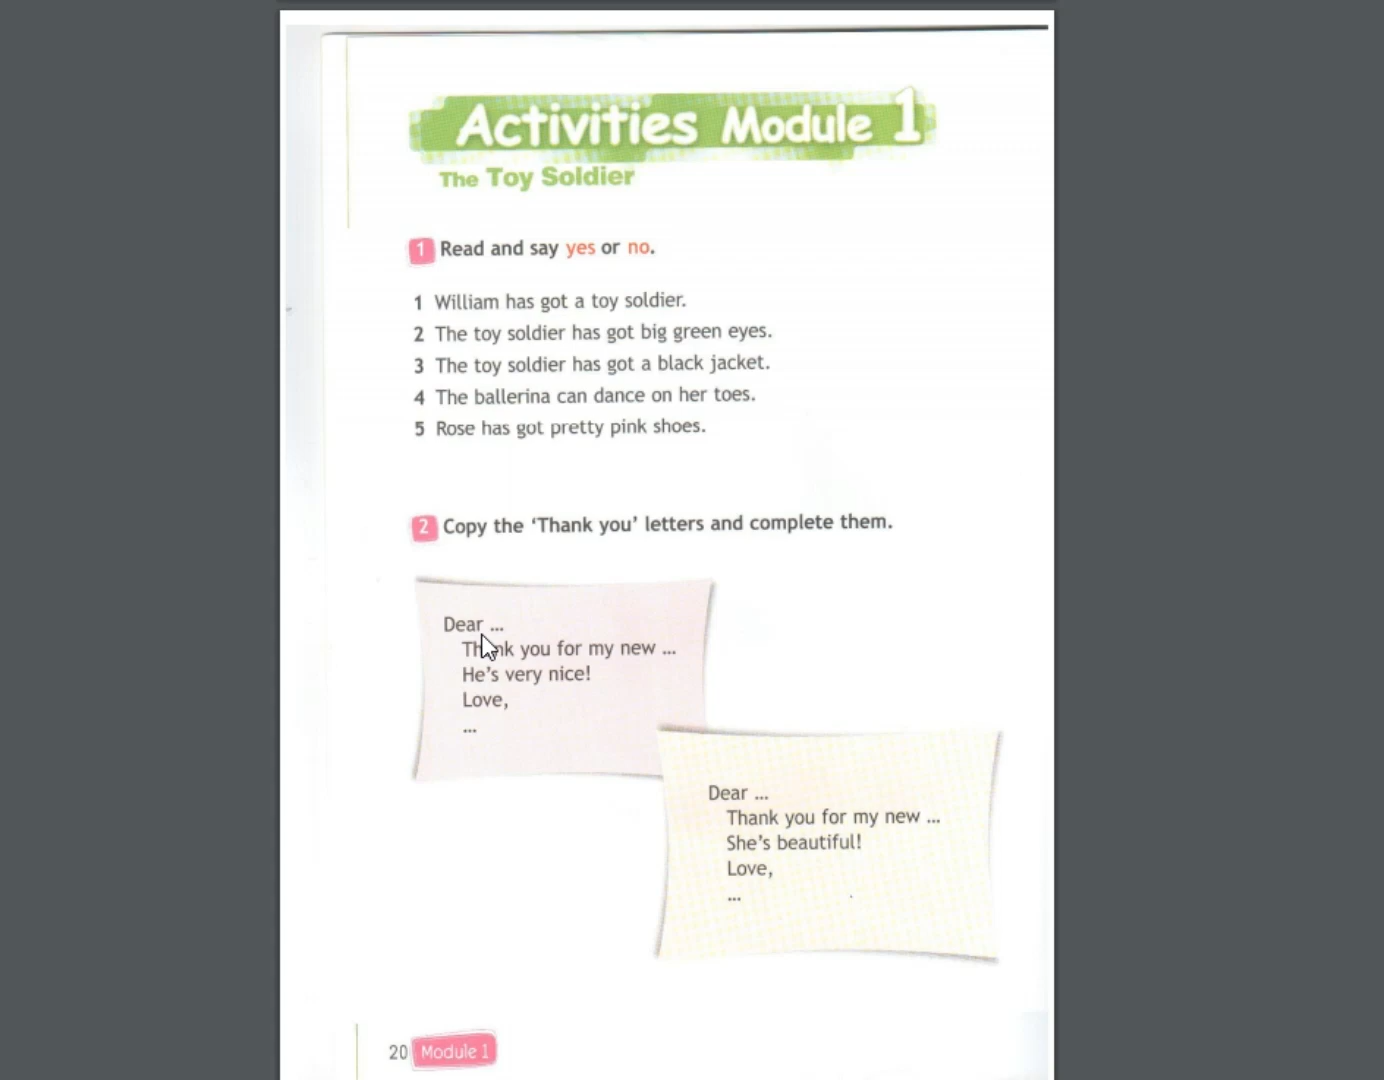 Activities Module 1
The Toy Soldier
1 Read and say yes or no.
1 William has got a toy soldier.
2 The toy soldier has got big green eyes.
3 The toy soldier has got a black jacket.
4 The ballerina can dance on her toes.
5 Rose has got pretty pink shoes.
2 Copy the ‘Thank you’ letters and complete them.
Dear ...
Thank you for my new ...
He’s very nice!
Love,
...
Dear ...
Thank you for my new ...
She’s beautiful!
Love,
...
20 Module 1